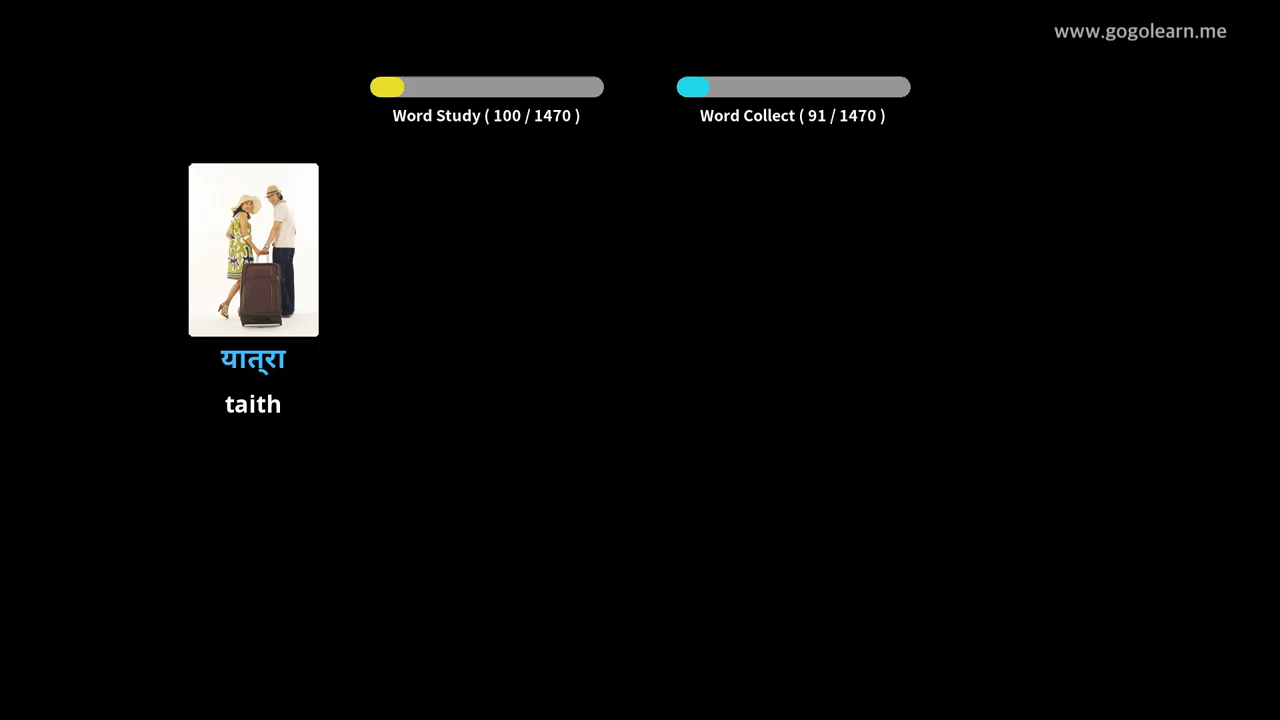 www.gogolearn.me
Word Study ( 100 / 1470 )
Word Collect ( 91 / 1470 )
यात्रा
taith